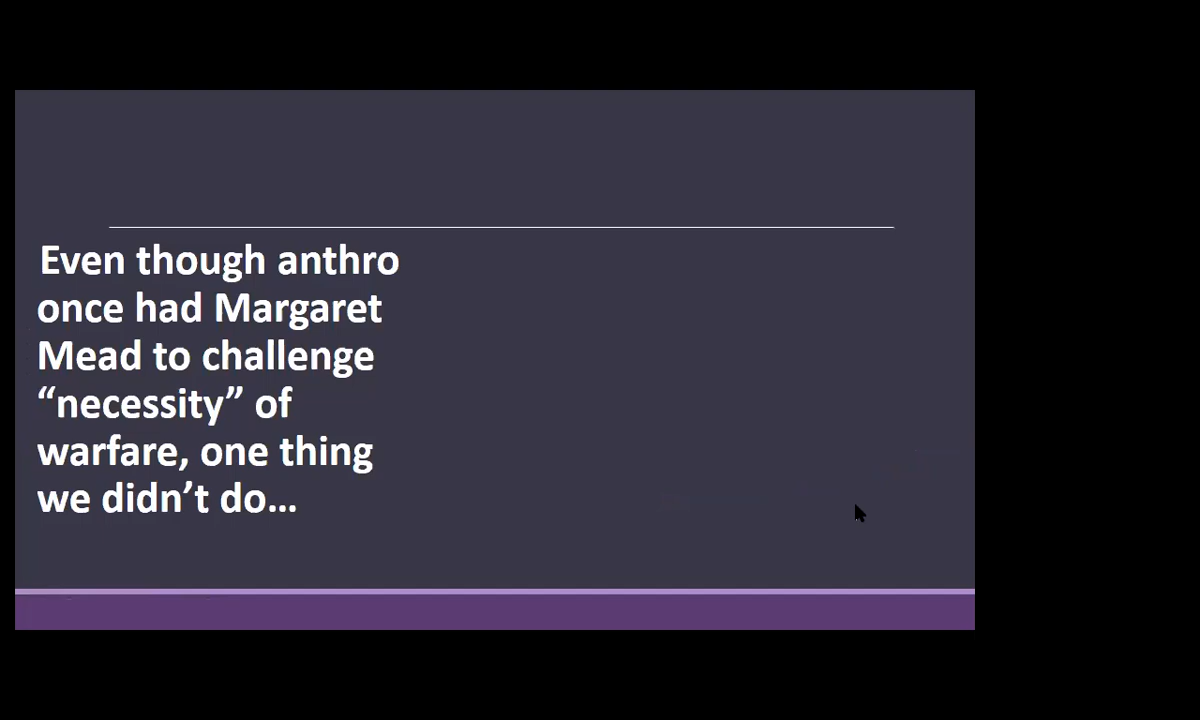 Even though anthro
once had Margaret
Mead to challenge
“necessity” of
warfare, one thing
we didn’t do…